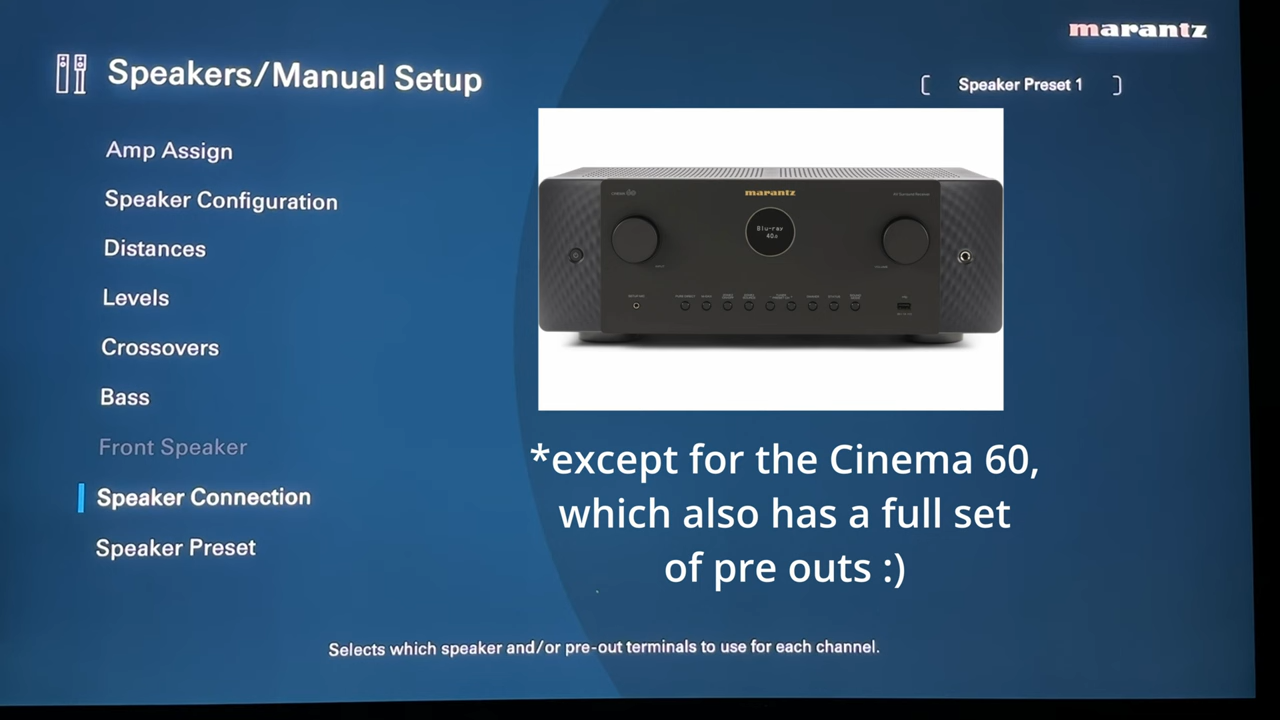 marantz
Speakers/Manual Setup
Speaker Preset 1
Amp Assign
Speaker Configuration
Distances
Levels
Crossovers
Bass
Front Speaker
Speaker Connection
Speaker Preset
marantz
Blu-ray
40.0
*except for the Cinema 60,
which also has a full set
of pre outs :)
Selects which speaker and/or pre-out terminals to use for each channel.